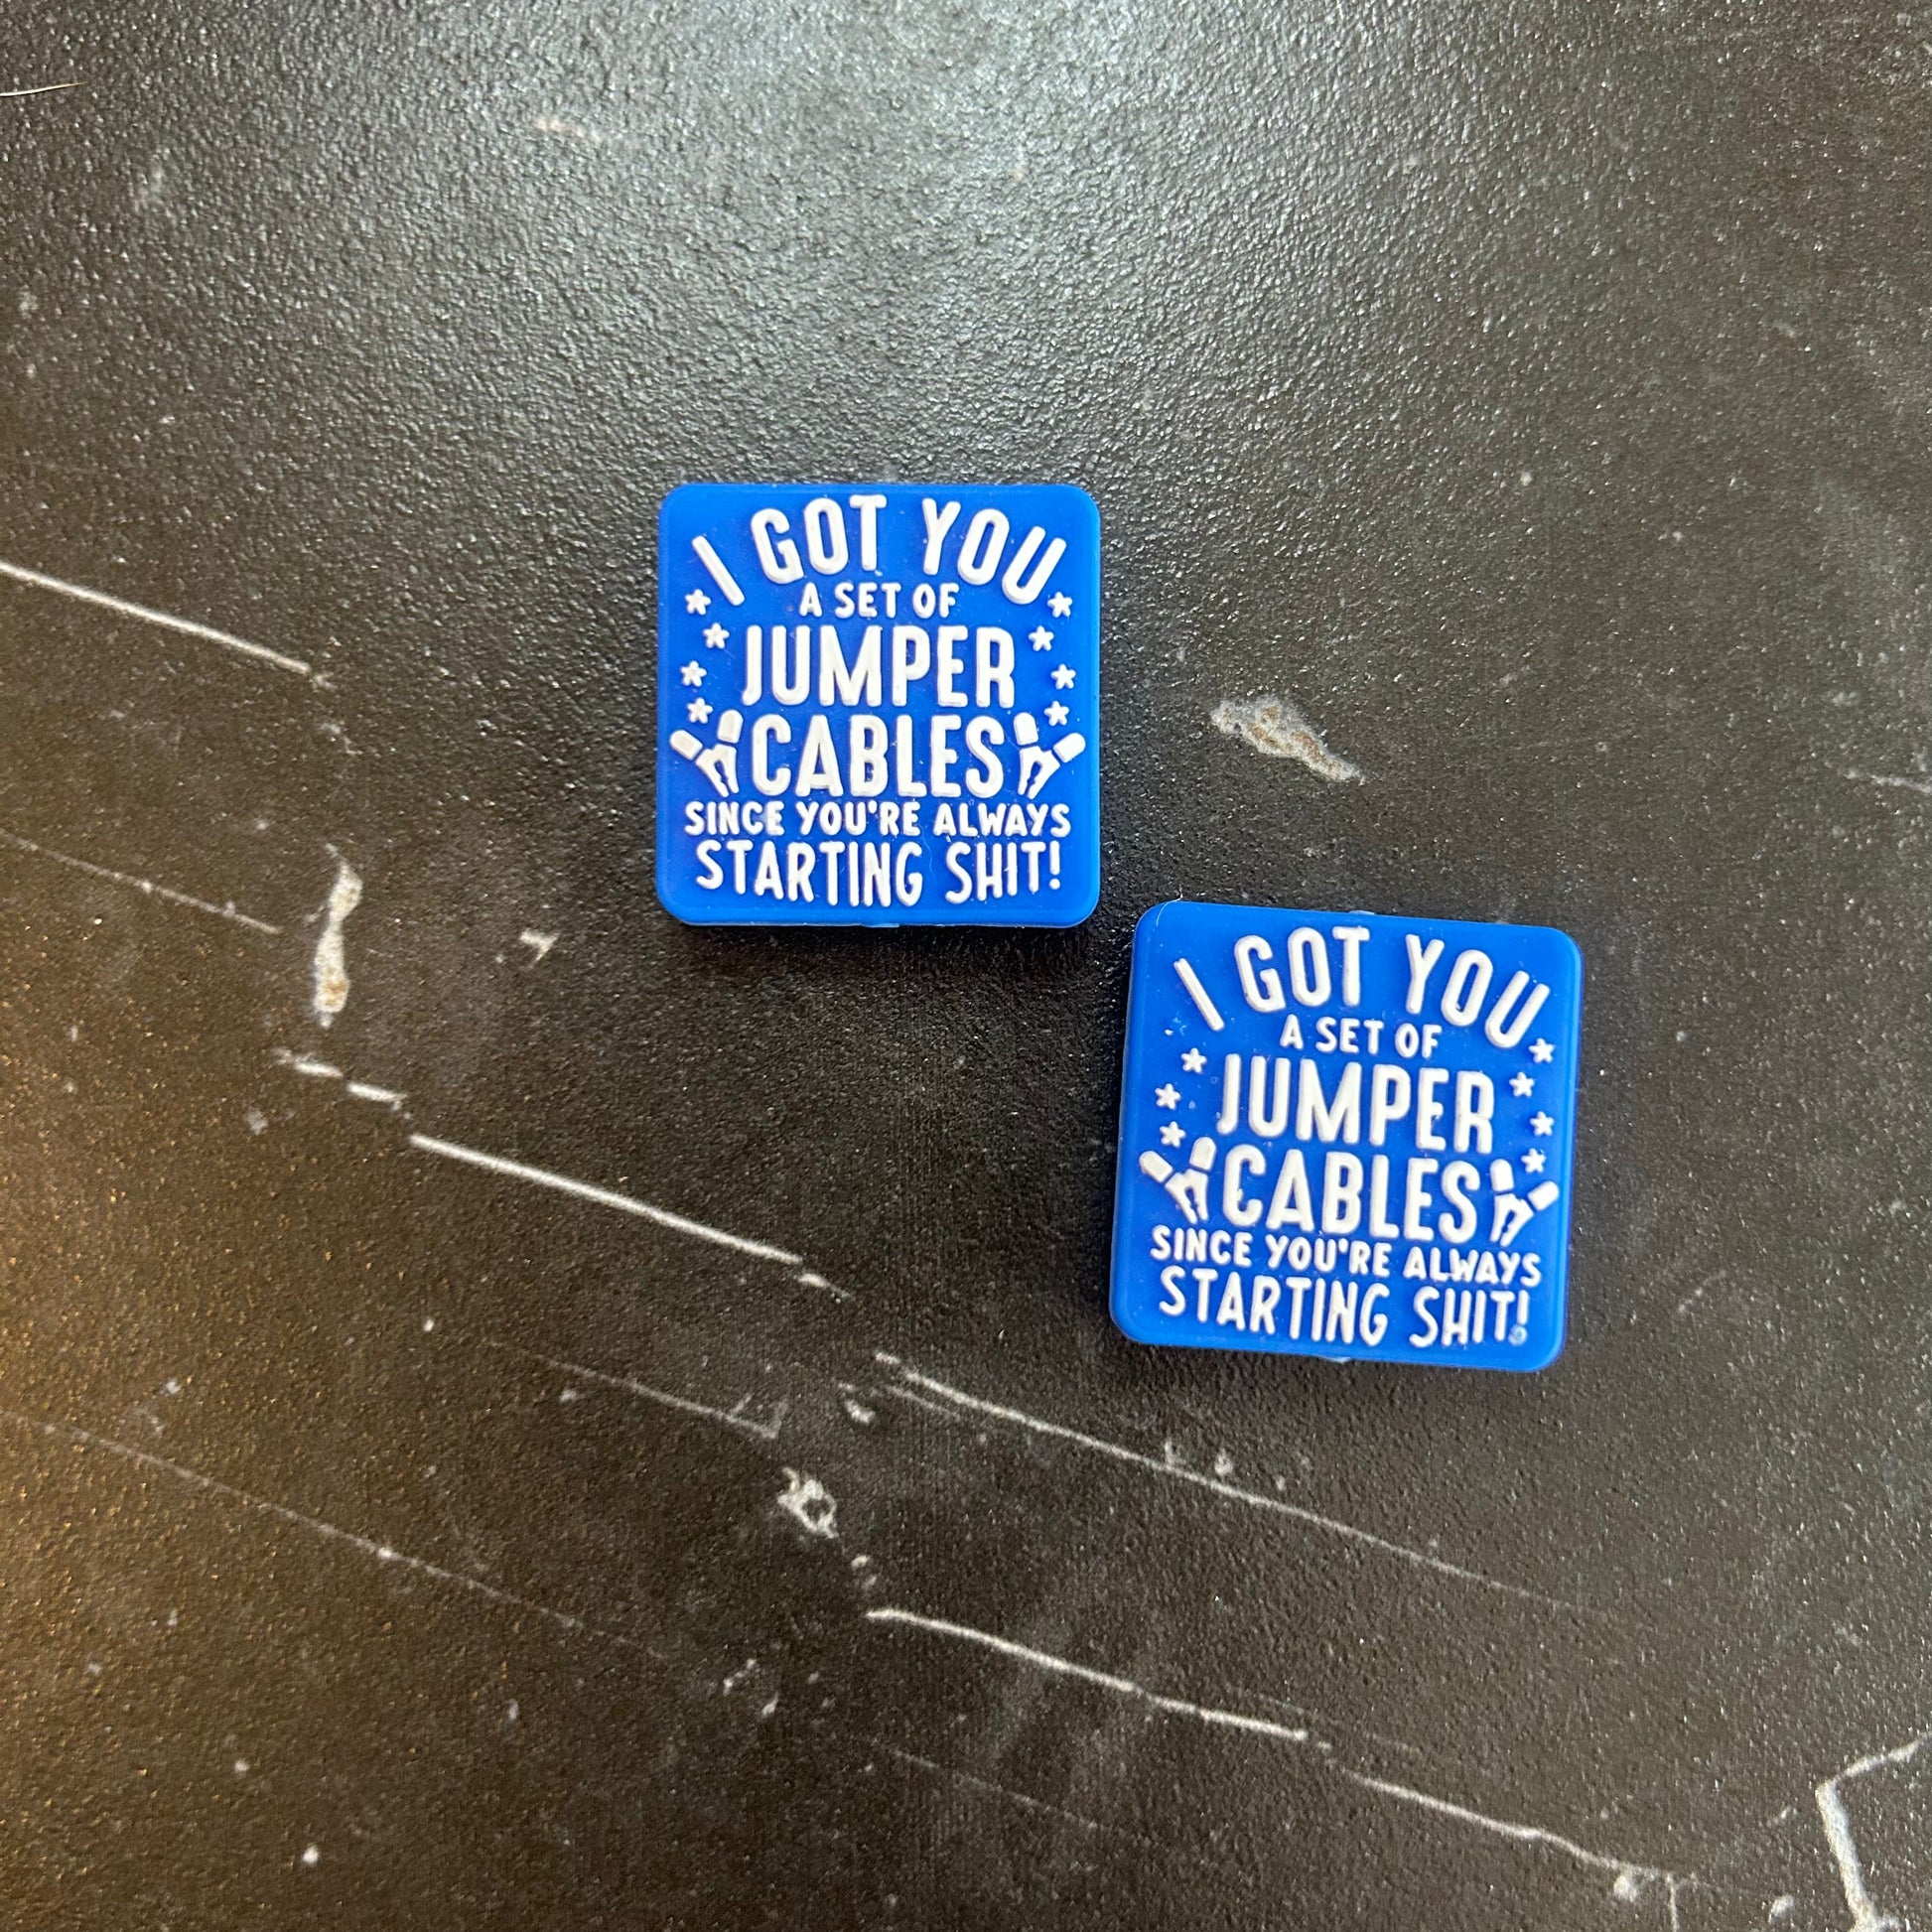 I GOT YOU
A SET OF
JUMPER
CABLES
SINCE YOU'RE ALWAYS
STARTING SHIT!
I GOT YOU
A SET OF
JUMPER
CABLES
SINCE YOU'RE ALWAYS
STARTING SHIT!